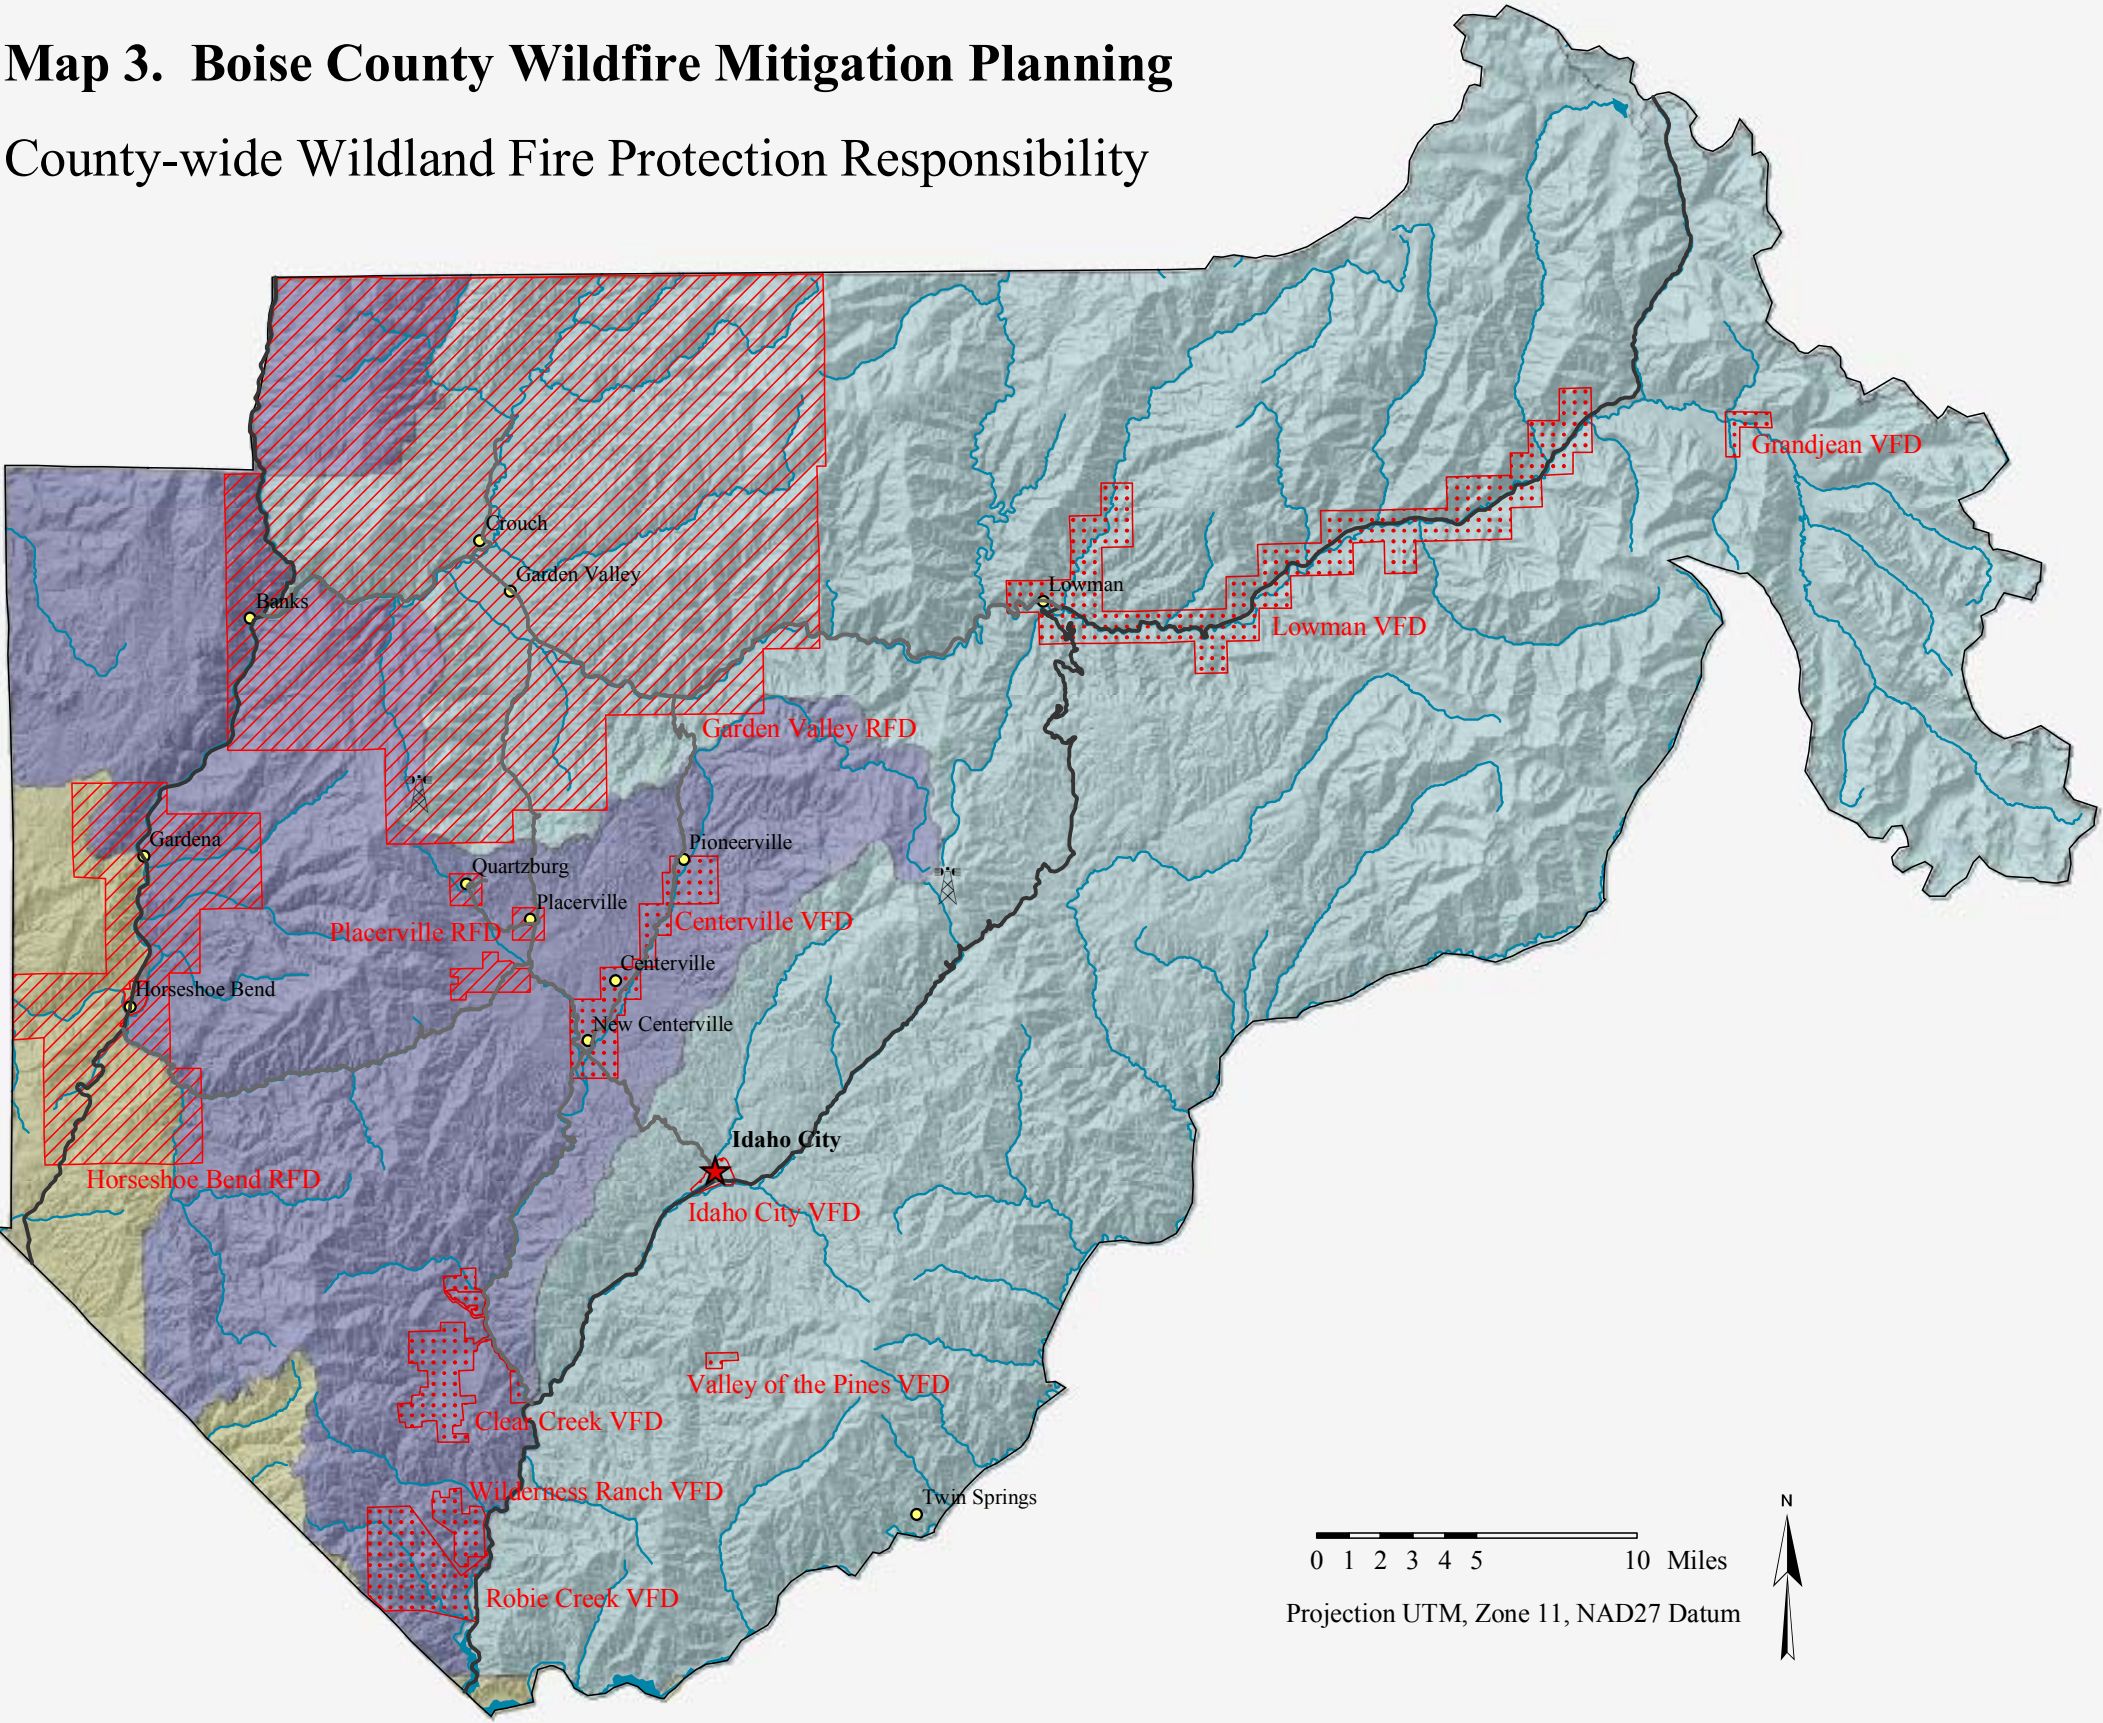 Map 3. Boise County Wildfire Mitigation Planning
County-wide Wildland Fire Protection Responsibility
Grandjean VFD
Crouch
Garden Valley
Banks
Lowman
Lowman VFD
Garden Valley RFD
Gardena
Pioneerville
Quartzburg
Placerville
Placerville RFD
Centerville VFD
Centerville
Horseshoe Bend
New Centerville
Idaho City
Horseshoe Bend RFD
Idaho City VFD
Valley of the Pines VFD
Clear Creek VFD
Wilderness Ranch VFD
Twin Springs
Robie Creek VFD
N
0 1 2 3 4 5 10 Miles
Projection UTM, Zone 11, NAD27 Datum